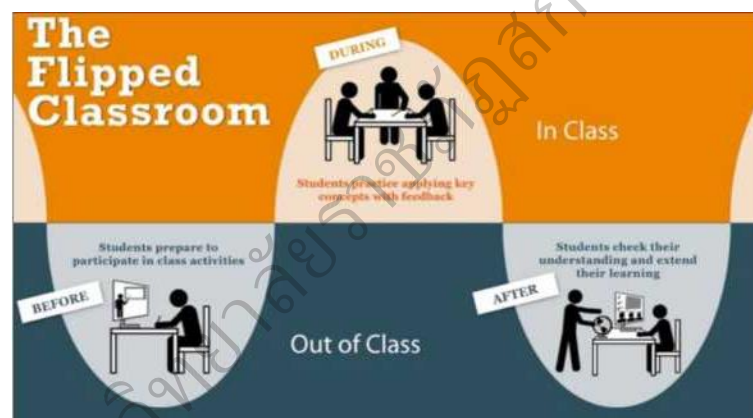 The
Flipped
Classroom
DURING
In Class
Students practice applying key
concepts with feedback
Students prepare to
participate in class activities
BEFORE
Out of Class
Students check their
understanding and extend
their learning
AFTER